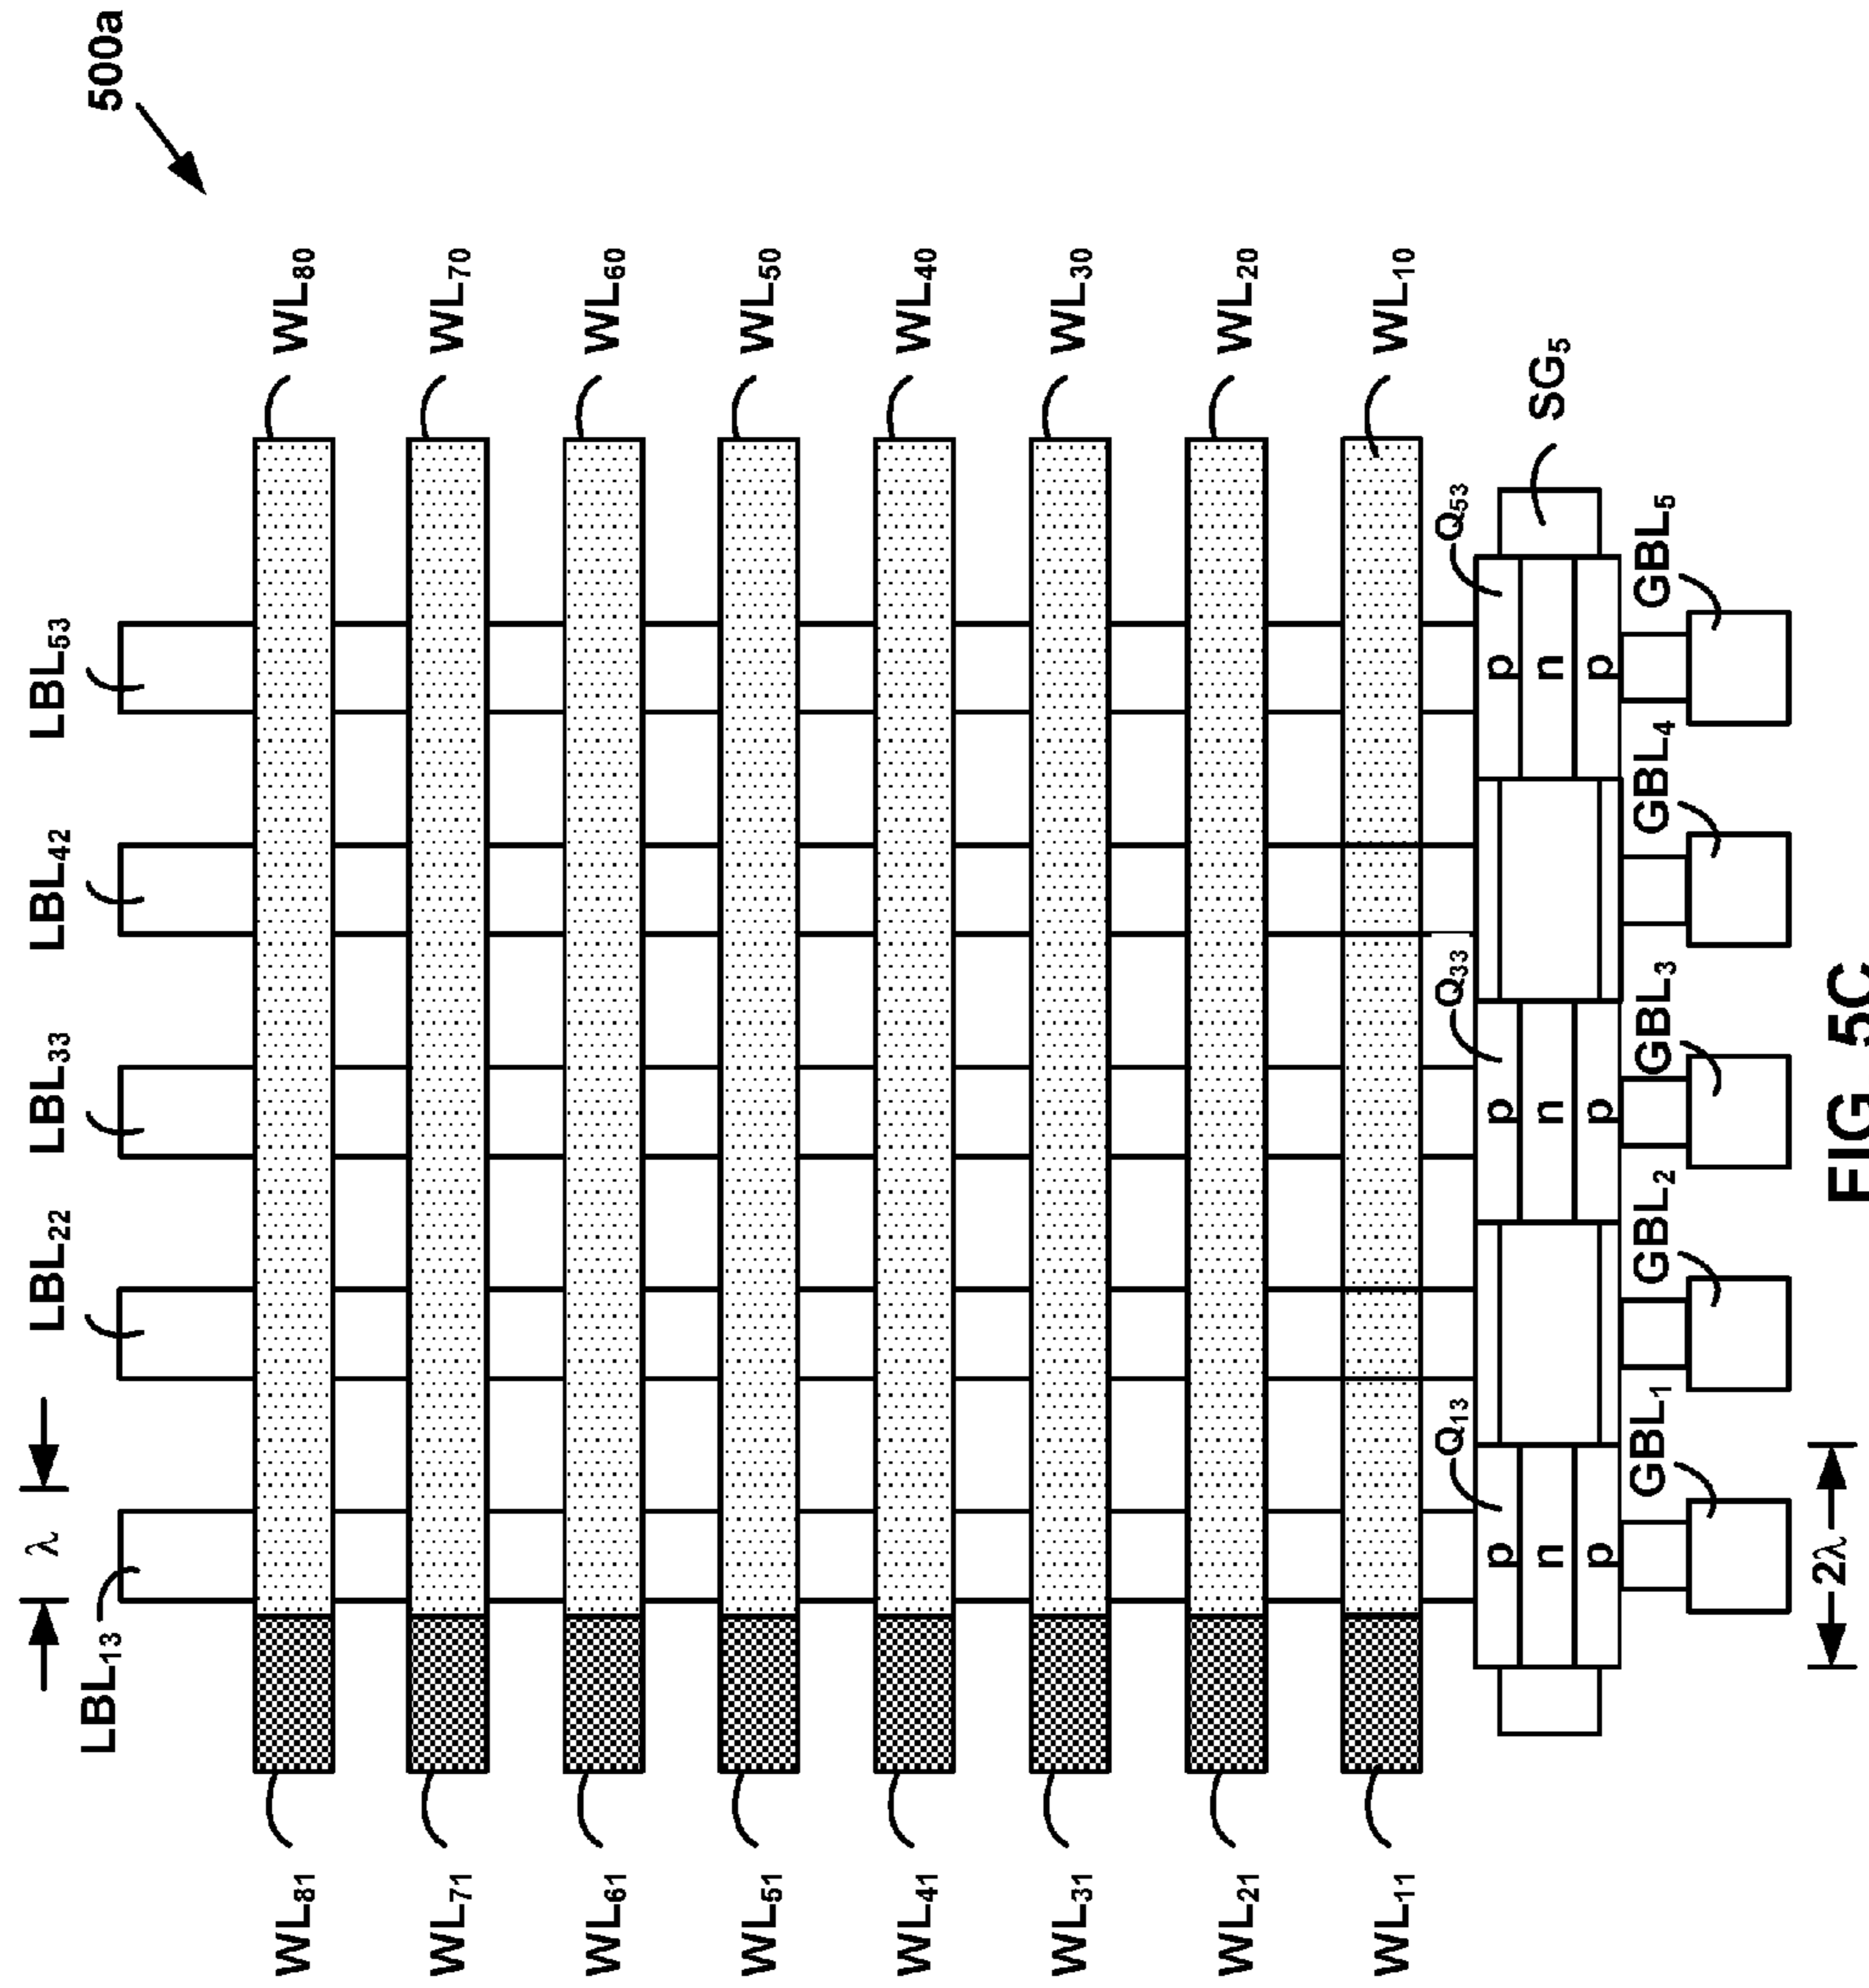 500a
λ
LBL13
LBL22
LBL33
LBL42
LBL53
WL81
WL80
WL71
WL70
WL61
WL60
WL51
WL50
WL41
WL40
WL31
WL30
WL21
WL20
WL11
WL10
Q13
Q33
Q53
p
n
p
p
n
p
p
n
p
SG5
GBL1
GBL2
GBL3
GBL4
GBL5
2λ
FIG. 5C